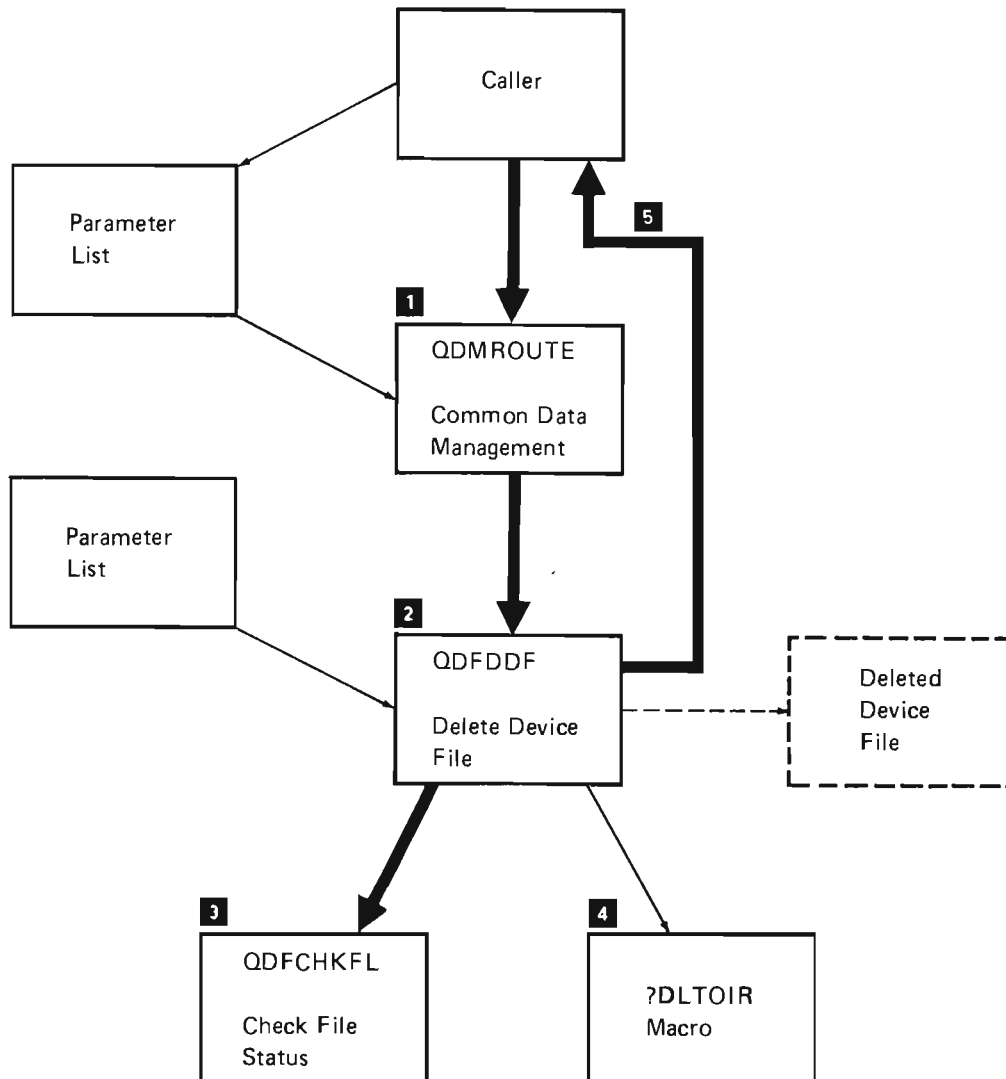 Caller
Parameter
List
5
1
QDMROUTE
Common Data
Management
Parameter
List
2
QDFDDF
Delete Device
File
Deleted
Device
File
3
QDFCHKFL
Check File
Status
4
?DLTOIR
Macro